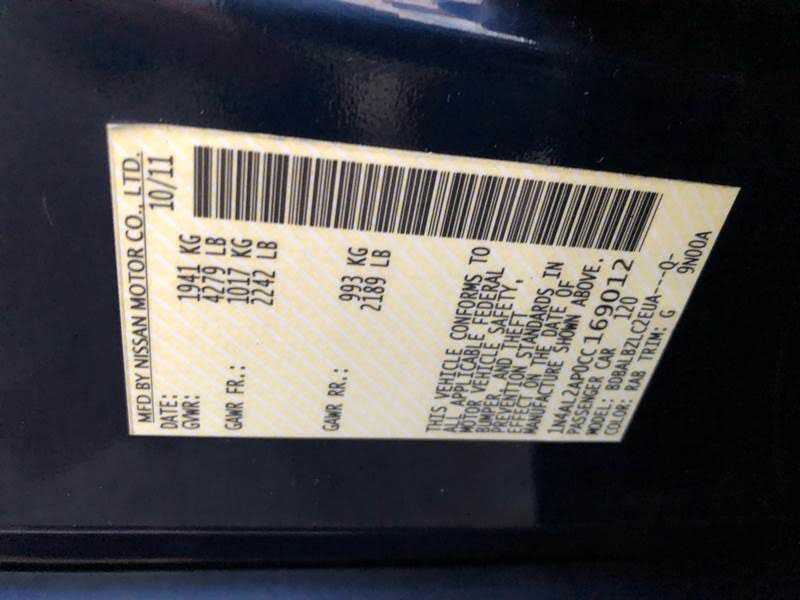 MFD BY NISSAN MOTOR CO., LTD.
DATE: 10/11
GVWR: 1941 KG
4279 LB
GAWR FR.: 1017 KG
2242 LB
GAWR RR.: 993 KG
2189 LB
THIS VEHICLE CONFORMS TO
ALL APPLICABLE FEDERAL
MOTOR VEHICLE SAFETY,
BUMPER, AND THEFT
PREVENTION STANDARDS IN
EFFECT ON THE DATE OF
MANUFACTURE SHOWN ABOVE.
1N4AL2AP0CC169012
PASSENGER CAR 120
MODEL: BDBALBZLC2EUA---Q-
COLOR: RAB TRIM: G 9N00A